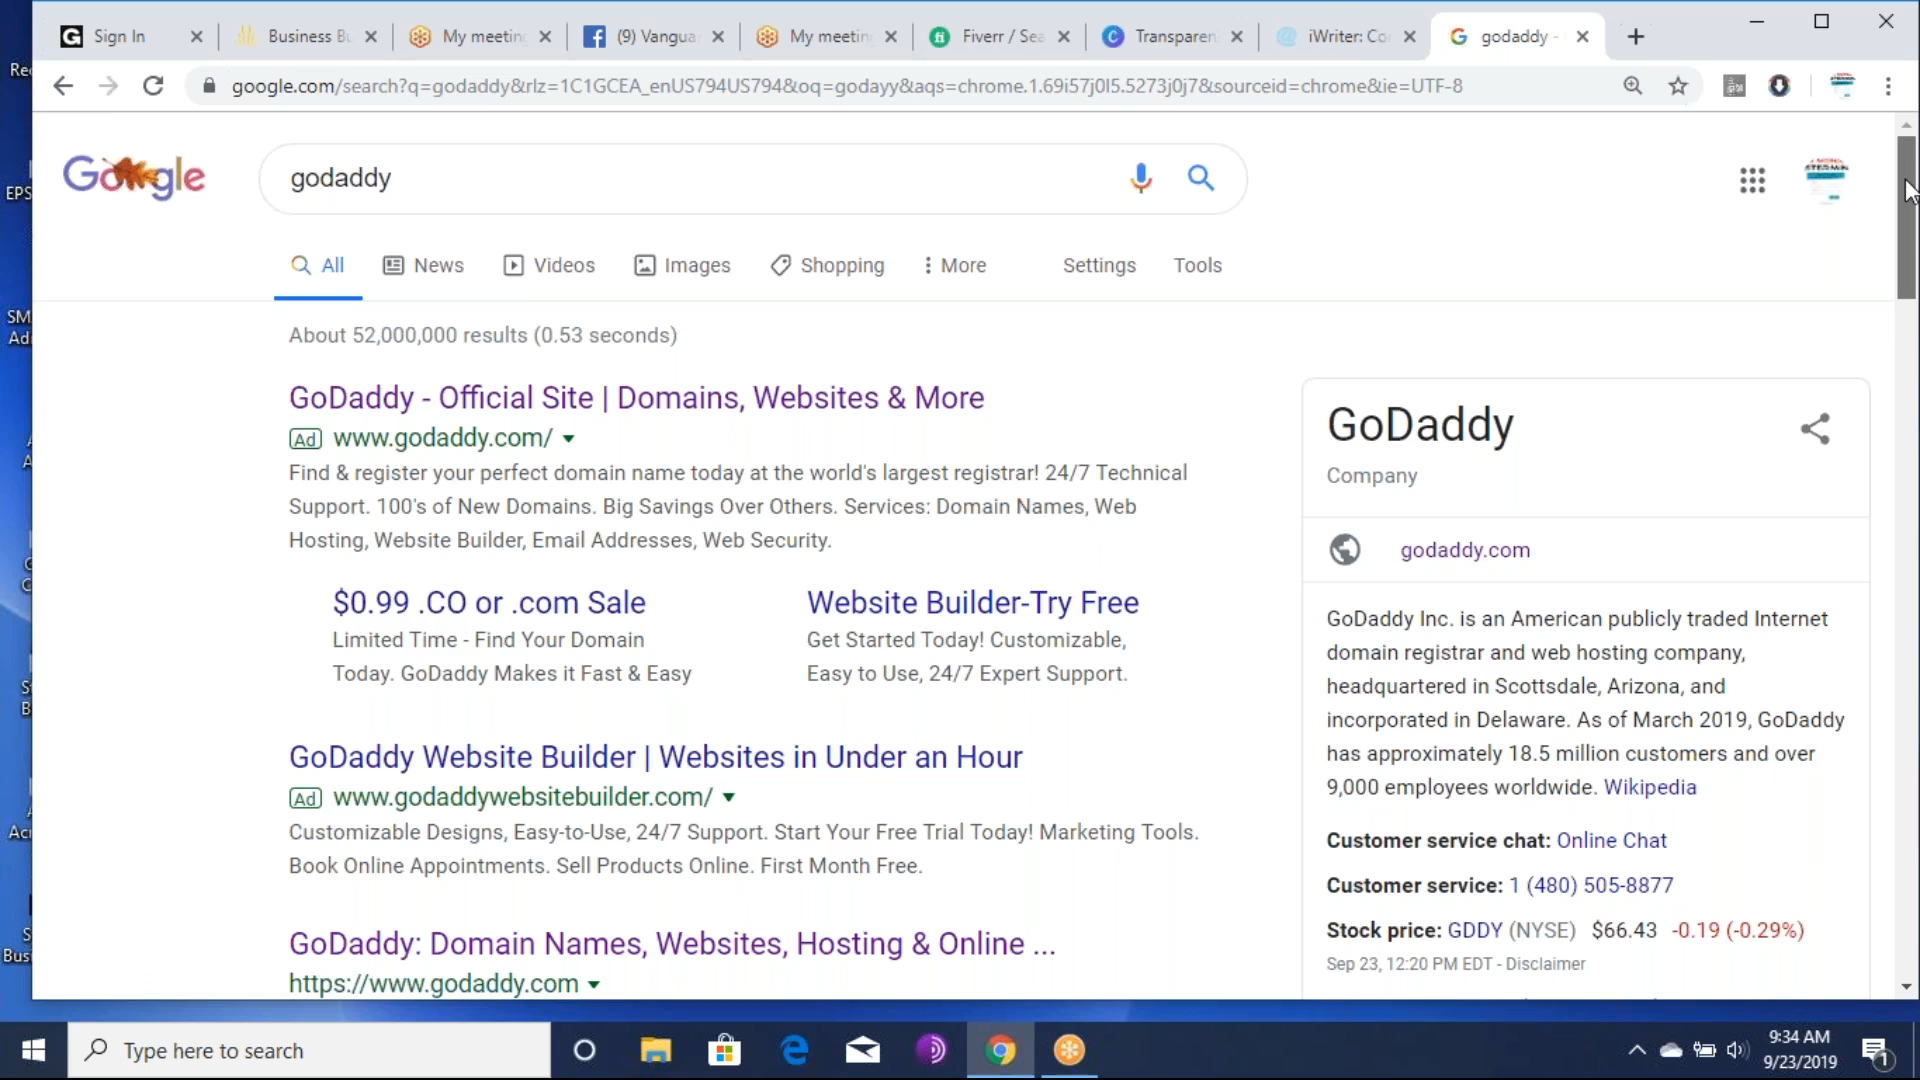 Sign In
Business Bu
My meetin
(9) Vangua
My meetin
Fiverr / Sea
Transparen
iWriter: Co
godaddy -
google.com/search?q=godaddy&rlz=1C1GCEA_enUS794US794&oq=godayy&aqs=chrome.1.69i57j0l5.5273j0j7&sourceid=chrome&ie=UTF-8
Google
godaddy
All
News
Videos
Images
Shopping
More
Settings
Tools
About 52,000,000 results (0.53 seconds)
GoDaddy - Official Site | Domains, Websites & More
Ad www.godaddy.com/
Find & register your perfect domain name today at the world's largest registrar! 24/7 Technical
Support. 100's of New Domains. Big Savings Over Others. Services: Domain Names, Web
Hosting, Website Builder, Email Addresses, Web Security.
$0.99 .CO or .com Sale
Limited Time - Find Your Domain
Today. GoDaddy Makes it Fast & Easy
Website Builder-Try Free
Get Started Today! Customizable,
Easy to Use, 24/7 Expert Support.
GoDaddy Website Builder | Websites in Under an Hour
Ad www.godaddywebsitebuilder.com/
Customizable Designs, Easy-to-Use, 24/7 Support. Start Your Free Trial Today! Marketing Tools.
Book Online Appointments. Sell Products Online. First Month Free.
GoDaddy: Domain Names, Websites, Hosting & Online ...
https://www.godaddy.com
GoDaddy
Company
godaddy.com
GoDaddy Inc. is an American publicly traded Internet
domain registrar and web hosting company,
headquartered in Scottsdale, Arizona, and
incorporated in Delaware. As of March 2019, GoDaddy
has approximately 18.5 million customers and over
9,000 employees worldwide. Wikipedia
Customer service chat: Online Chat
Customer service: 1 (480) 505-8877
Stock price: GDDY (NYSE) $66.43 -0.19 (-0.29%)
Sep 23, 12:20 PM EDT - Disclaimer
Rec
EPS
SM
Ad
Acr
Busi
Type here to search
9:34 AM
9/23/2019
1